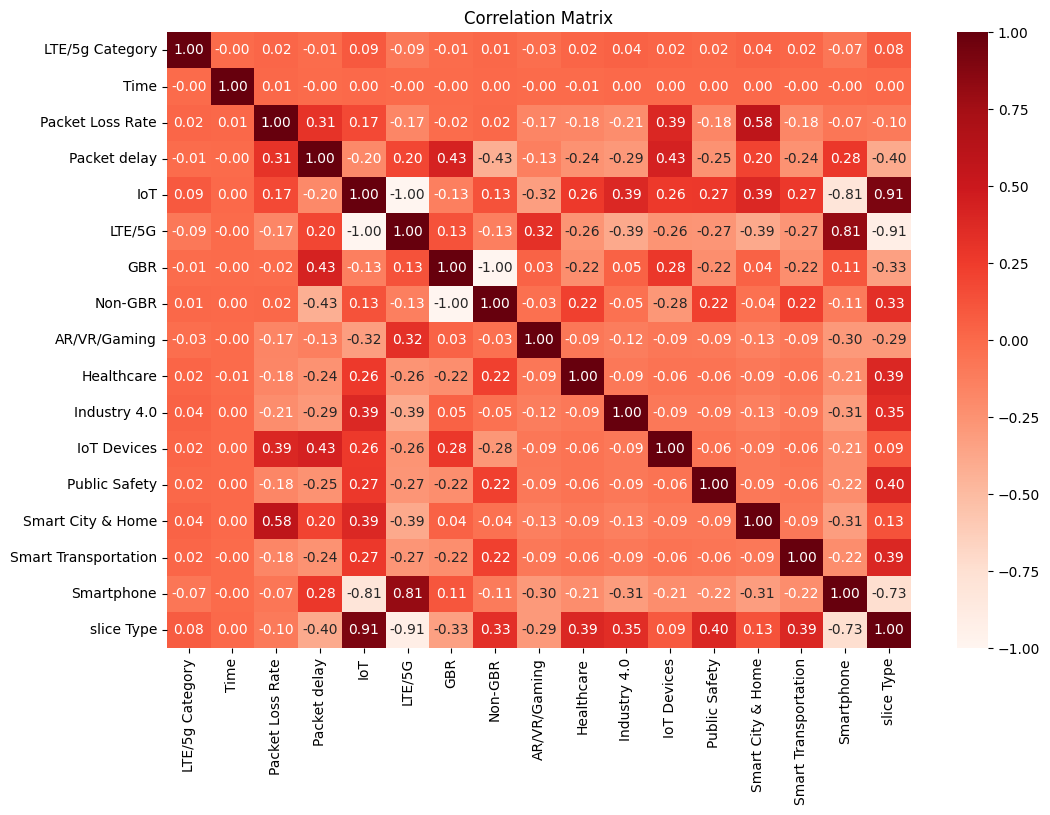 Correlation Matrix
LTE/5g Category 1.00 -0.00 0.02 -0.01 0.09 -0.09 -0.01 0.01 -0.03 0.02 0.04 0.02 0.02 0.04 0.02 -0.07 0.08
Time -0.00 1.00 0.01 -0.00 0.00 -0.00 -0.00 0.00 -0.00 -0.01 0.00 0.00 0.00 0.00 -0.00 -0.00 0.00
Packet Loss Rate 0.02 0.01 1.00 0.31 0.17 -0.17 -0.02 0.02 -0.17 -0.18 -0.21 0.39 -0.18 0.58 -0.18 -0.07 -0.10
Packet delay -0.01 -0.00 0.31 1.00 -0.20 0.20 0.43 -0.43 -0.13 -0.24 -0.29 0.43 -0.25 0.20 -0.24 0.28 -0.40
IoT 0.09 0.00 0.17 -0.20 1.00 -1.00 -0.13 0.13 -0.32 0.26 0.39 0.26 0.27 0.39 0.27 -0.81 0.91
LTE/5G -0.09 -0.00 -0.17 0.20 -1.00 1.00 0.13 -0.13 0.32 -0.26 -0.39 -0.26 -0.27 -0.39 -0.27 0.81 -0.91
GBR -0.01 -0.00 -0.02 0.43 -0.13 0.13 1.00 -1.00 0.03 -0.22 0.05 0.28 -0.22 0.04 -0.22 0.11 -0.33
Non-GBR 0.01 0.00 0.02 -0.43 0.13 -0.13 -1.00 1.00 -0.03 0.22 -0.05 -0.28 0.22 -0.04 0.22 -0.11 0.33
AR/VR/Gaming -0.03 -0.00 -0.17 -0.13 -0.32 0.32 0.03 -0.03 1.00 -0.09 -0.12 -0.09 -0.09 -0.13 -0.09 -0.30 -0.29
Healthcare 0.02 -0.01 -0.18 -0.24 0.26 -0.26 -0.22 0.22 -0.09 1.00 -0.09 -0.06 -0.06 -0.09 -0.06 -0.21 0.39
Industry 4.0 0.04 0.00 -0.21 -0.29 0.39 -0.39 0.05 -0.05 -0.12 -0.09 1.00 -0.09 -0.09 -0.13 -0.09 -0.31 0.35
IoT Devices 0.02 0.00 0.39 0.43 0.26 -0.26 0.28 -0.28 -0.09 -0.06 -0.09 1.00 -0.06 -0.09 -0.06 -0.21 0.09
Public Safety 0.02 0.00 -0.18 -0.25 0.27 -0.27 -0.22 0.22 -0.09 -0.06 -0.09 -0.06 1.00 -0.09 -0.06 -0.22 0.40
Smart City & Home 0.04 0.00 0.58 0.20 0.39 -0.39 0.04 -0.04 -0.13 -0.09 -0.13 -0.09 -0.09 1.00 -0.09 -0.31 0.13
Smart Transportation 0.02 -0.00 -0.18 -0.24 0.27 -0.27 -0.22 0.22 -0.09 -0.06 -0.09 -0.06 -0.06 -0.09 1.00 -0.22 0.39
Smartphone -0.07 -0.00 -0.07 0.28 -0.81 0.81 0.11 -0.11 -0.30 -0.21 -0.31 -0.21 -0.22 -0.31 -0.22 1.00 -0.73
slice Type 0.08 0.00 -0.10 -0.40 0.91 -0.91 -0.33 0.33 -0.29 0.39 0.35 0.09 0.40 0.13 0.39 -0.73 1.00
LTE/5g Category
Time
Packet Loss Rate
Packet delay
IoT
LTE/5G
GBR
Non-GBR
AR/VR/Gaming
Healthcare
Industry 4.0
IoT Devices
Public Safety
Smart City & Home
Smart Transportation
Smartphone
slice Type
1.00
0.75
0.50
0.25
0.00
−0.25
−0.50
−0.75
−1.00